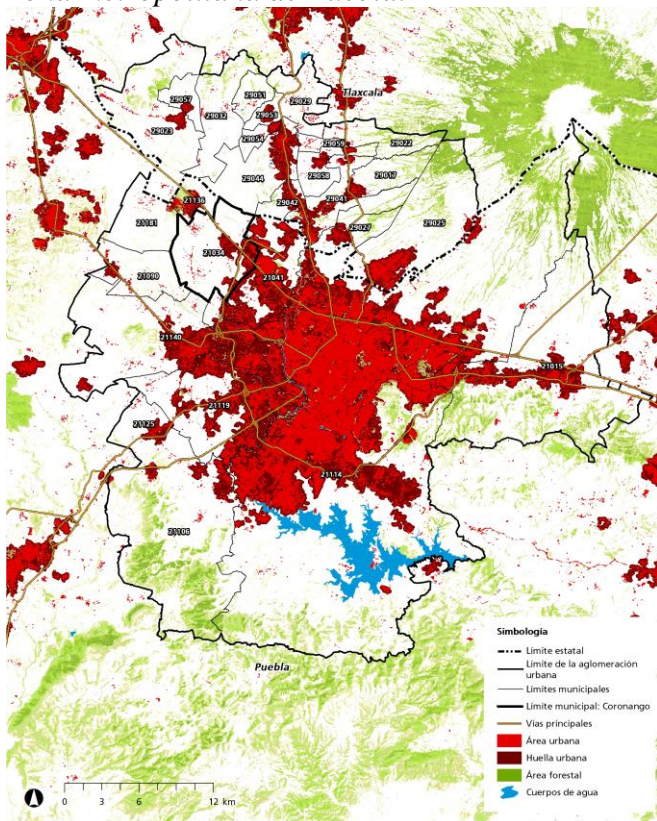 29051
29057
29053
29029
Tlaxcala
29032
29023
29054
29059
29022
29058
29017
29044
21136
29042
29041
21181
29025
29027
21034
21041
21090
21140
21015
21119
21125
21114
21106
Puebla
Simbología
Límite estatal
Límite de la aglomeración
urbana
Límites municipales
Límite municipal: Coronango
Vías principales
Área urbana
Huella urbana
Área forestal
Cuerpos de agua
0 3 6 12 km